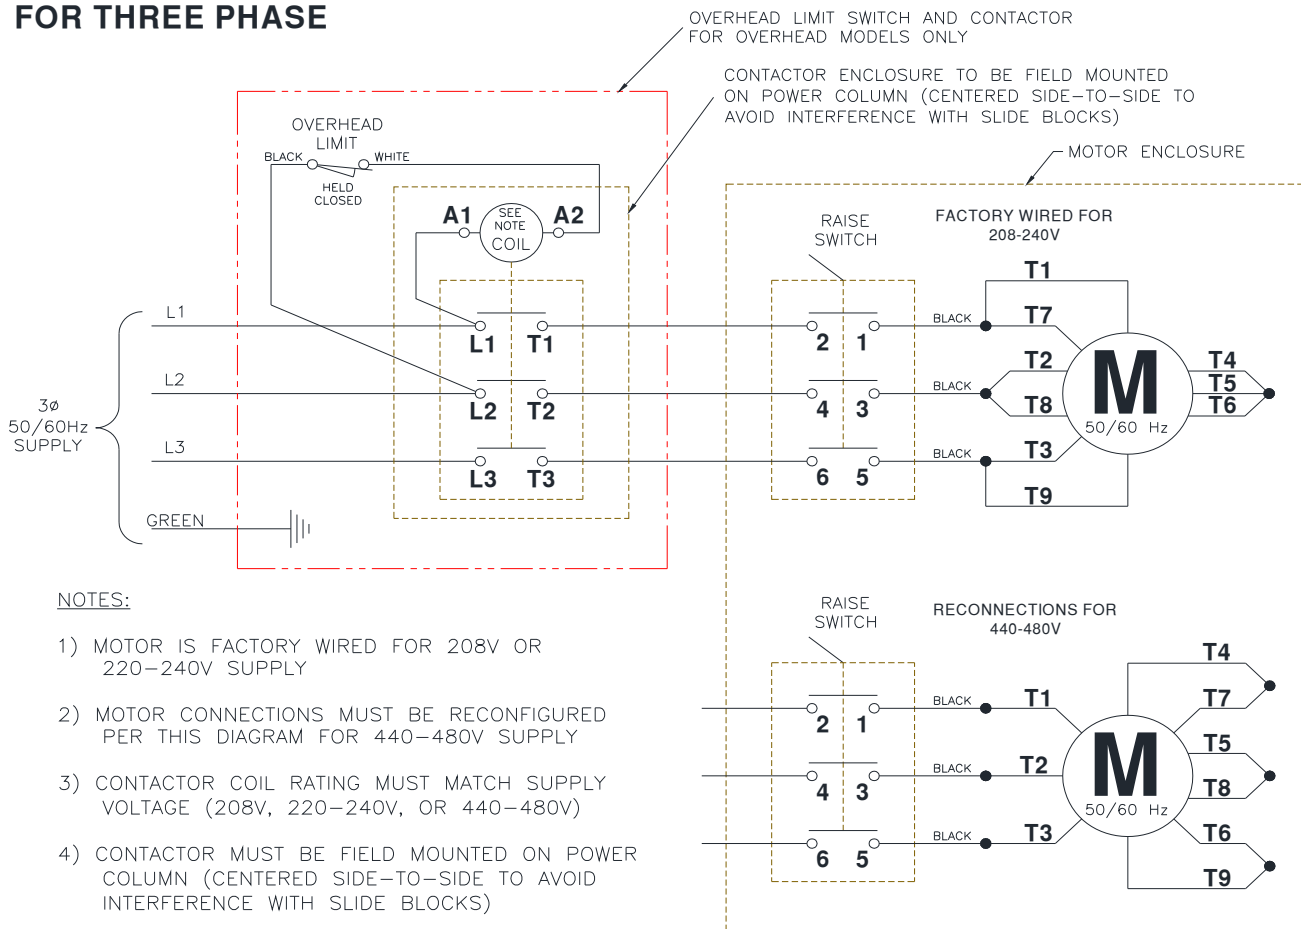 FOR THREE PHASE
OVERHEAD LIMIT SWITCH AND CONTACTOR
FOR OVERHEAD MODELS ONLY
CONTACTOR ENCLOSURE TO BE FIELD MOUNTED
ON POWER COLUMN (CENTERED SIDE-TO-SIDE TO
AVOID INTERFERENCE WITH SLIDE BLOCKS)
MOTOR ENCLOSURE
OVERHEAD
LIMIT
BLACK
WHITE
HELD
CLOSED
A1
SEE
NOTE
COIL
A2
L1
L2
L3
GREEN
3ø
50/60Hz
SUPPLY
L1 T1
L2 T2
L3 T3
RAISE
SWITCH
2 1
4 3
6 5
FACTORY WIRED FOR
208-240V
BLACK
BLACK
BLACK
T1
T7
T2
T8
T3
T9
M
50/60 Hz
T4
T5
T6
NOTES:
1) MOTOR IS FACTORY WIRED FOR 208V OR
220-240V SUPPLY
2) MOTOR CONNECTIONS MUST BE RECONFIGURED
PER THIS DIAGRAM FOR 440-480V SUPPLY
3) CONTACTOR COIL RATING MUST MATCH SUPPLY
VOLTAGE (208V, 220-240V, OR 440-480V)
4) CONTACTOR MUST BE FIELD MOUNTED ON POWER
COLUMN (CENTERED SIDE-TO-SIDE TO AVOID
INTERFERENCE WITH SLIDE BLOCKS)
RAISE
SWITCH
2 1
4 3
6 5
RECONNECTIONS FOR
440-480V
BLACK
BLACK
BLACK
T1
T2
T3
M
50/60 Hz
T4
T7
T5
T8
T6
T9